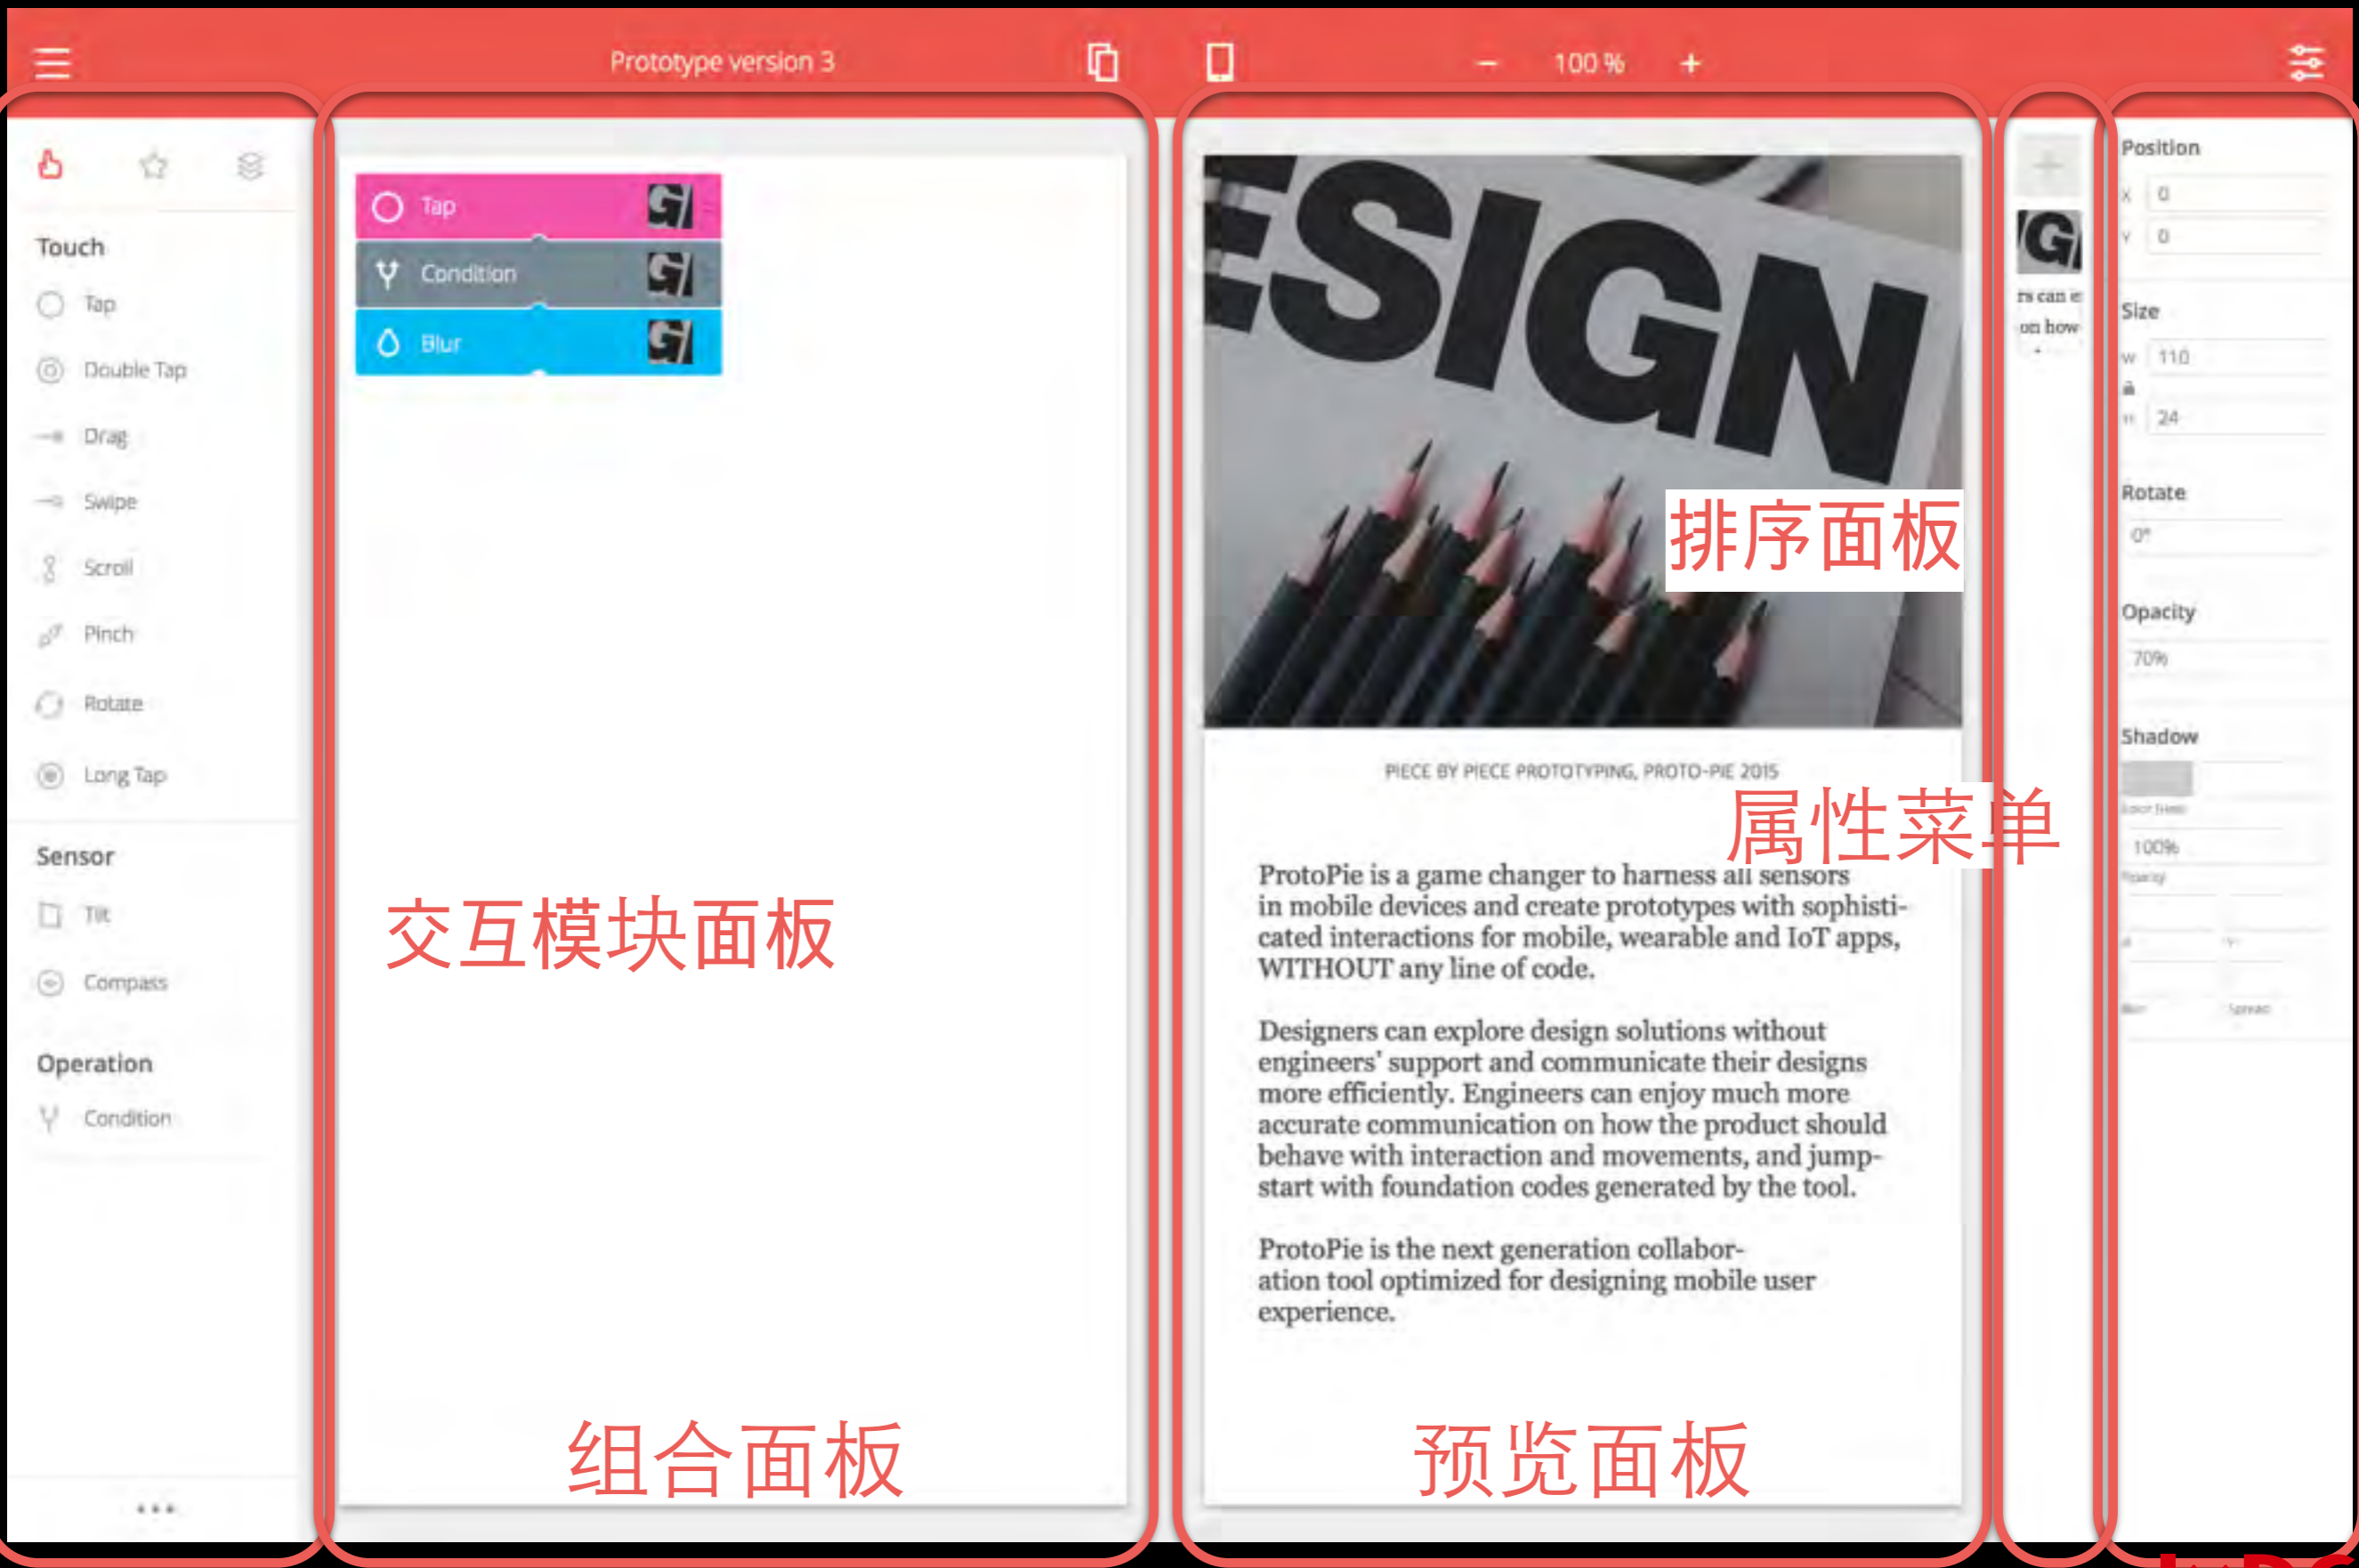 Prototype version 3
100 %
Touch
Tap
Double Tap
Drag
Swipe
Scroll
Pinch
Rotate
Long Tap
Sensor
Tilt
Compass
Operation
Condition
Tap
Condition
Blur
交互模块面板
组合面板
ESIGN
排序面板
PIECE BY PIECE PROTOTYPING, PROTO-PIE 2015
属性菜单
ProtoPie is a game changer to harness all sensors
in mobile devices and create prototypes with sophisti-
cated interactions for mobile, wearable and IoT apps,
WITHOUT any line of code.
Designers can explore design solutions without
engineers' support and communicate their designs
more efficiently. Engineers can enjoy much more
accurate communication on how the product should
behave with interaction and movements, and jump-
start with foundation codes generated by the tool.
ProtoPie is the next generation collabor-
ation tool optimized for designing mobile user
experience.
预览面板
G
rs can e
on how
Position
X 0
Y 0
Size
W 110
H 24
Rotate
0°
Opacity
70%
Shadow
100%
Opacity
Blur Spread